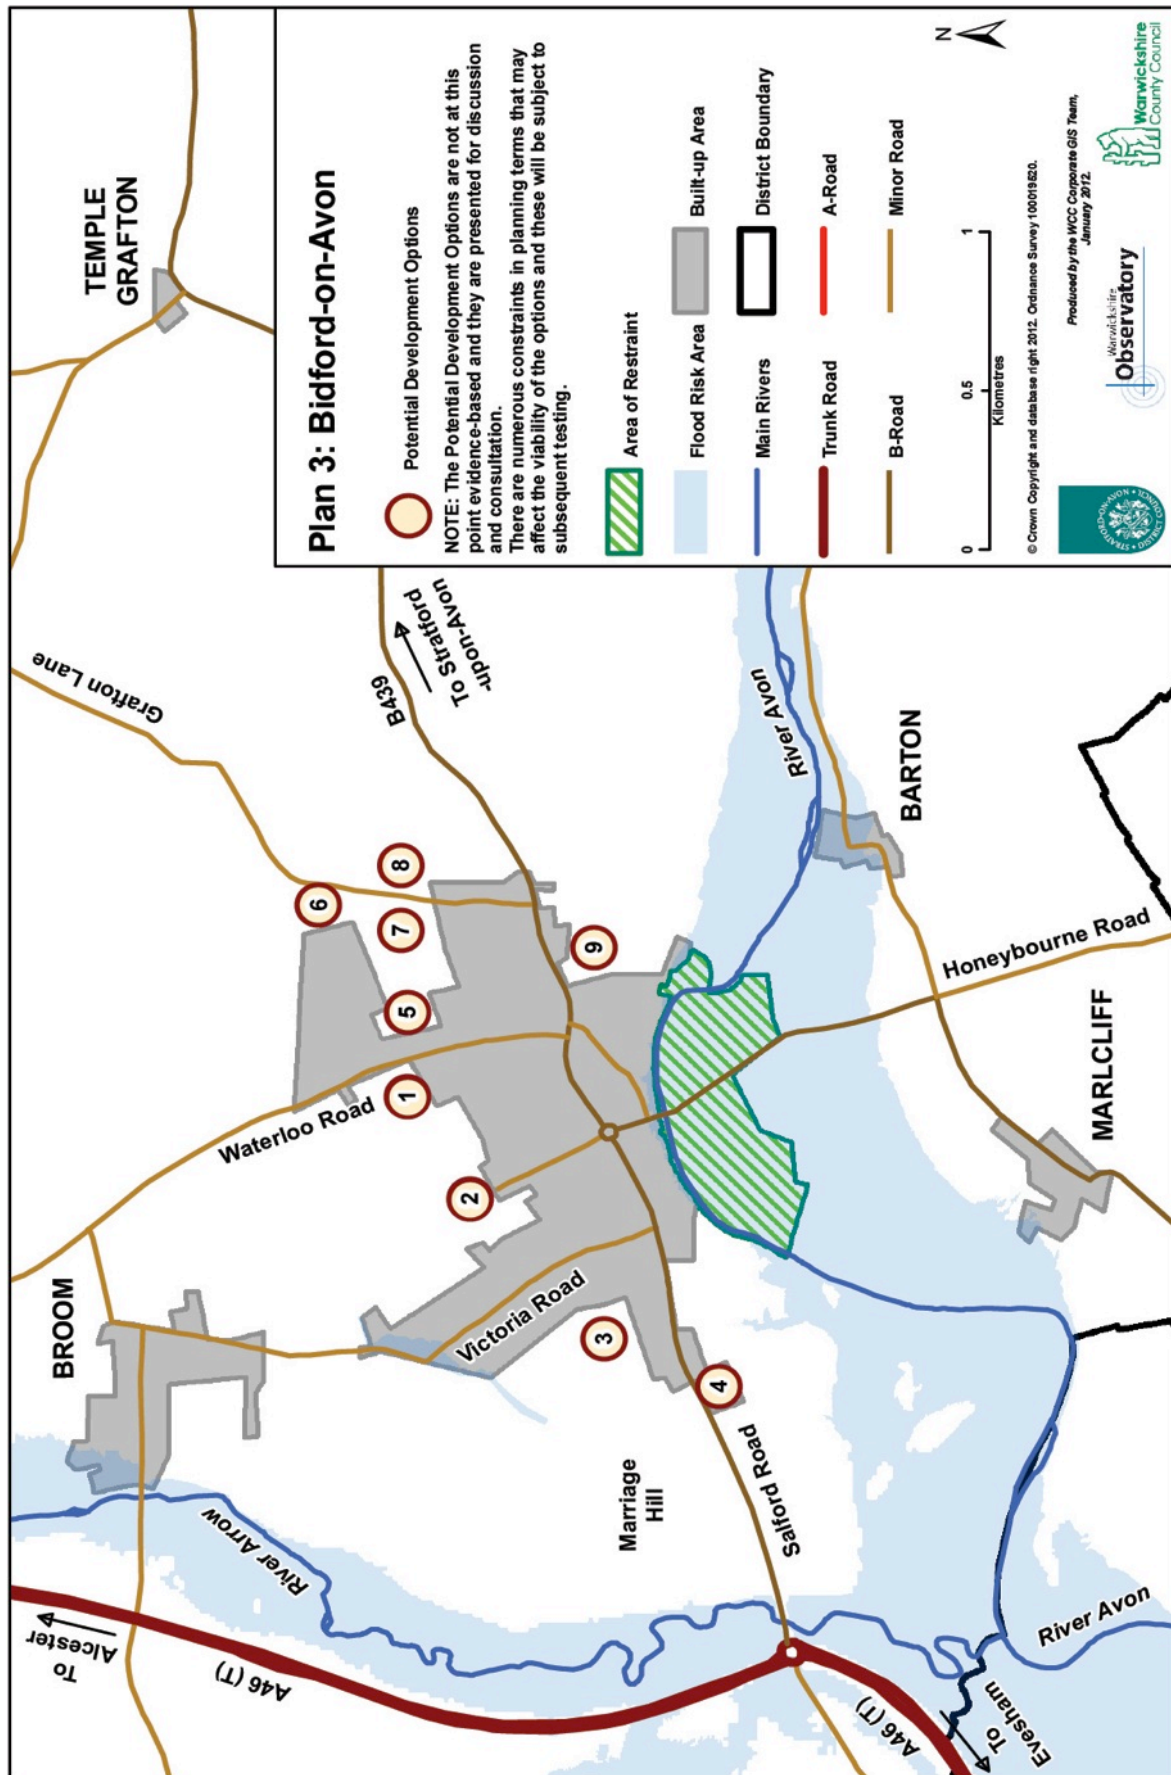 Plan 3: Bidford-on-Avon
Potential Development Options
NOTE: The Potential Development Options are not at this
point evidence-based and they are presented for discussion
and consultation.
There are numerous constraints in planning terms that may
affect the viability of the options and these will be subject to
subsequent testing.
Area of Restraint
Flood Risk Area
Built-up Area
Main Rivers
District Boundary
Trunk Road
A-Road
B-Road
Minor Road
N
0
0.5
1
Kilometres
© Crown Copyright and database right 2012. Ordnance Survey 100019520.
Produced by the WCC Corporate GIS Team,
January 2012.
STRATFORD-ON-AVON • DISTRICT COUNCIL •
Warwickshire
Observatory
Warwickshire
County Council
To
Alcester
A46 (T)
River Arrow
BROOM
Waterloo Road
Grafton Lane
TEMPLE
GRAFTON
6
1
5
7
8
B439
To Stratford
-upon-Avon
2
Victoria Road
3
9
Marriage
Hill
4
Salford Road
River Avon
BARTON
A46 (T)
To
Evesham
River Avon
MARLCLIFF
Honeybourne Road